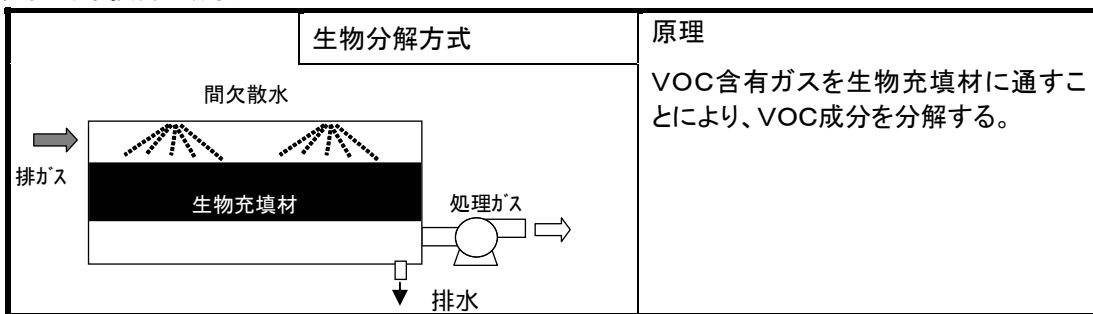 生物分解方式
原理
VOC含有ガスを生物充填材に通すこ
とにより、VOC成分を分解する。
間欠散水
排ｶﾞｽ
生物充填材
処理ｶﾞｽ
排水